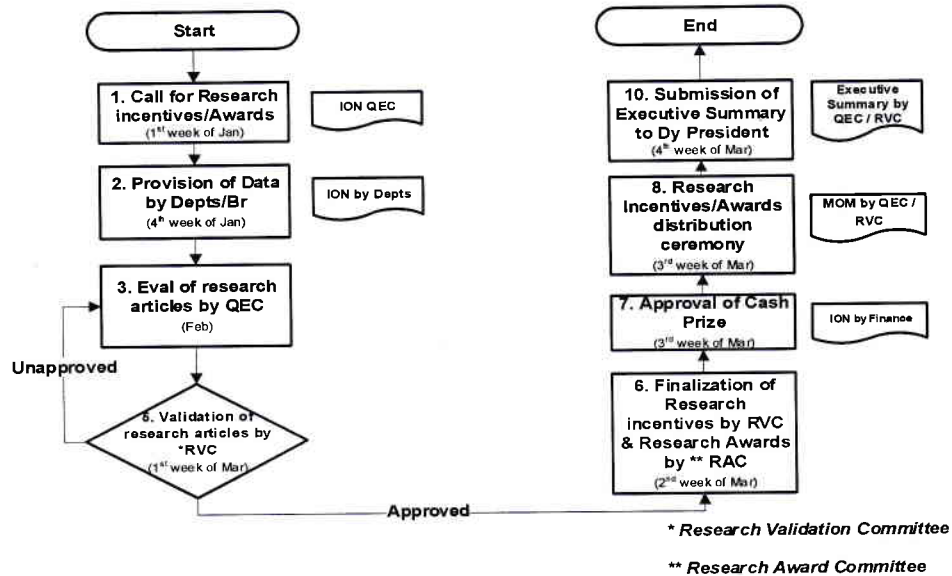 Start
1. Call for Research
incentives/Awards
(1st week of Jan)
ION QEC
2. Provision of Data
by Depts/Br
(4th week of Jan)
ION by Depts
3. Eval of research
articles by QEC
(Feb)
Unapproved
5. Validation of
research articles by
*RVC
(1st week of Mar)
Approved
End
10. Submission of
Executive Summary
to Dy President
(4th week of Mar)
Executive
Summary by
QEC / RVC
8. Research
Incentives/Awards
distribution
ceremony
(3rd week of Mar)
MOM by QEC /
RVC
7. Approval of Cash
Prize
(3rd week of Mar)
ION by Finance
6. Finalization of
Research
incentives by RVC
& Research Awards
by ** RAC
(2nd week of Mar)
* Research Validation Committee
** Research Award Committee